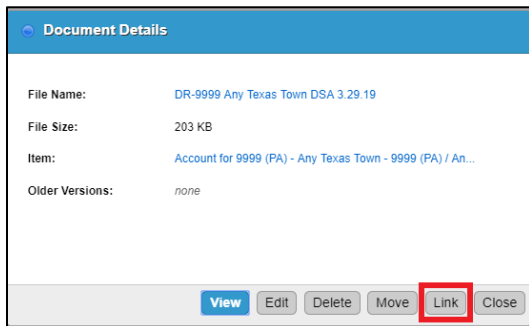 Document Details
File Name: DR-9999 Any Texas Town DSA 3.29.19
File Size: 203 KB
Item: Account for 9999 (PA) - Any Texas Town - 9999 (PA) / An...
Older Versions: none
View Edit Delete Move Link Close